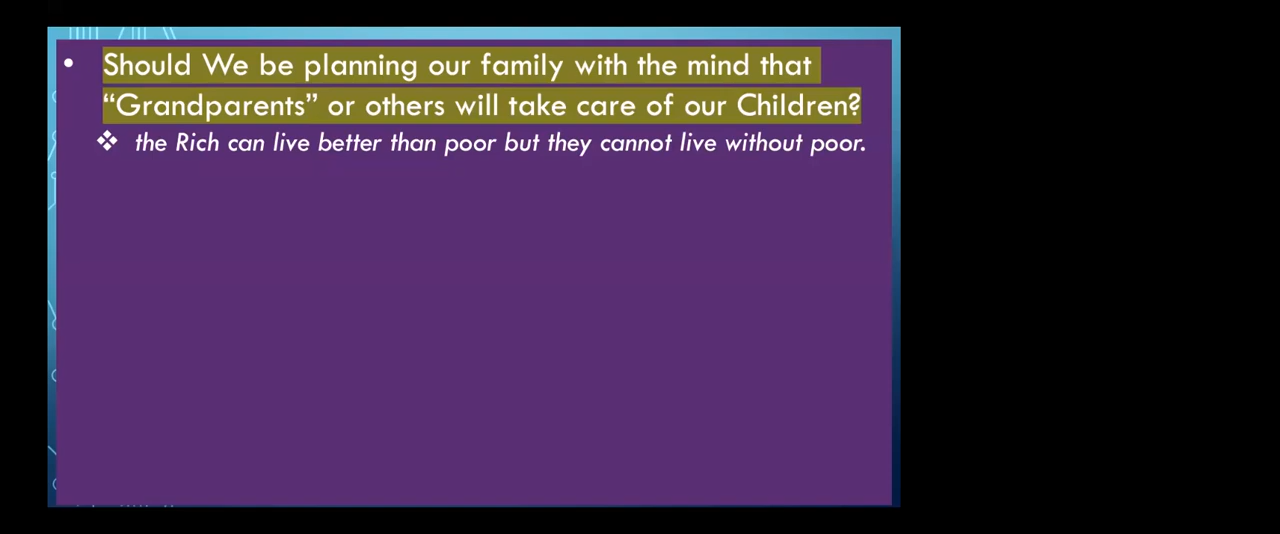 • Should We be planning our family with the mind that
“Grandparents” or others will take care of our Children?
❖ the Rich can live better than poor but they cannot live without poor.